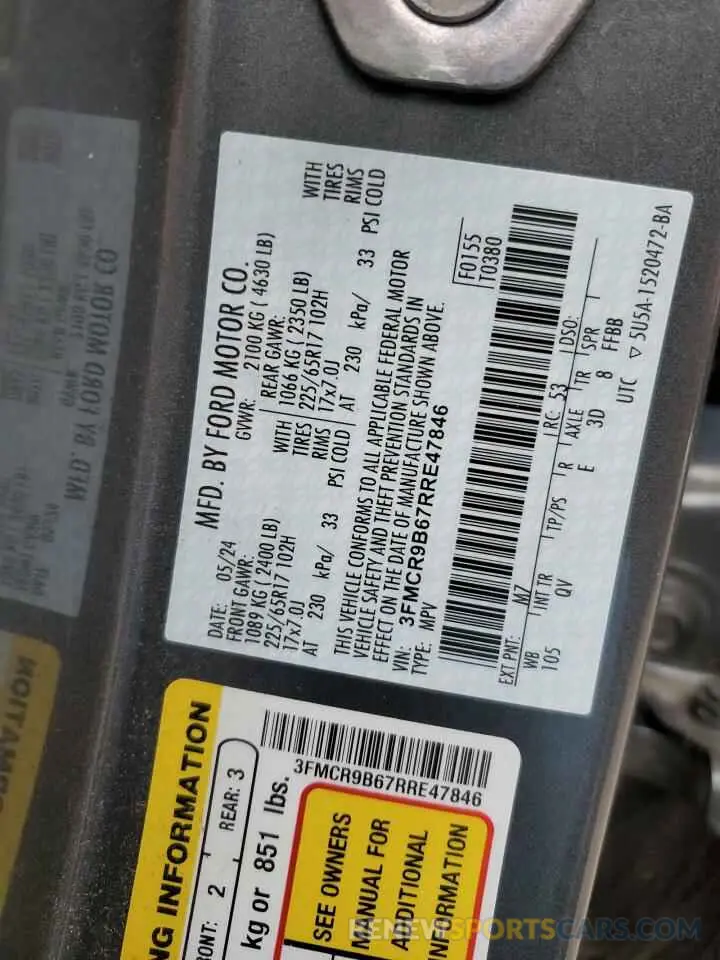 MFD. BY FORD MOTOR CO.
DATE: 05/24 GVWR: 2100 KG ( 4630 LB)
FRONT GAWR: REAR GAWR:
1089 KG (2400 LB) WITH 1066 KG ( 2350 LB) WITH
225/65R17 102H TIRES 225/65R17 102H TIRES
17x7.0J RIMS 17x7.0J RIMS
AT 230 kPa/ 33 PSI COLD AT 230 kPa/ 33 PSI COLD
THIS VEHICLE CONFORMS TO ALL APPLICABLE FEDERAL MOTOR
VEHICLE SAFETY AND THEFT PREVENTION STANDARDS IN
EFFECT ON THE DATE OF MANUFACTURE SHOWN ABOVE.
VIN: 3FMCR9B67RRE47846
TYPE: MPV
F0155
T0380
EXT PNT: M7 RC: 53 DSO:
WB INT TR TP/PS R AXLE TR SPR
105 QV E 3D 8 FFBB
UTC ▽ 5U5A-1520472-BA
NG INFORMATION
RONT: 2 REAR: 3
kg or 851 lbs.
3FMCR9B67RRE47846
SEE OWNERS
MANUAL FOR
ADDITIONAL
INFORMATION
MFD. BY FORD MOTOR CO
RENEWSPORTSCARS.COM